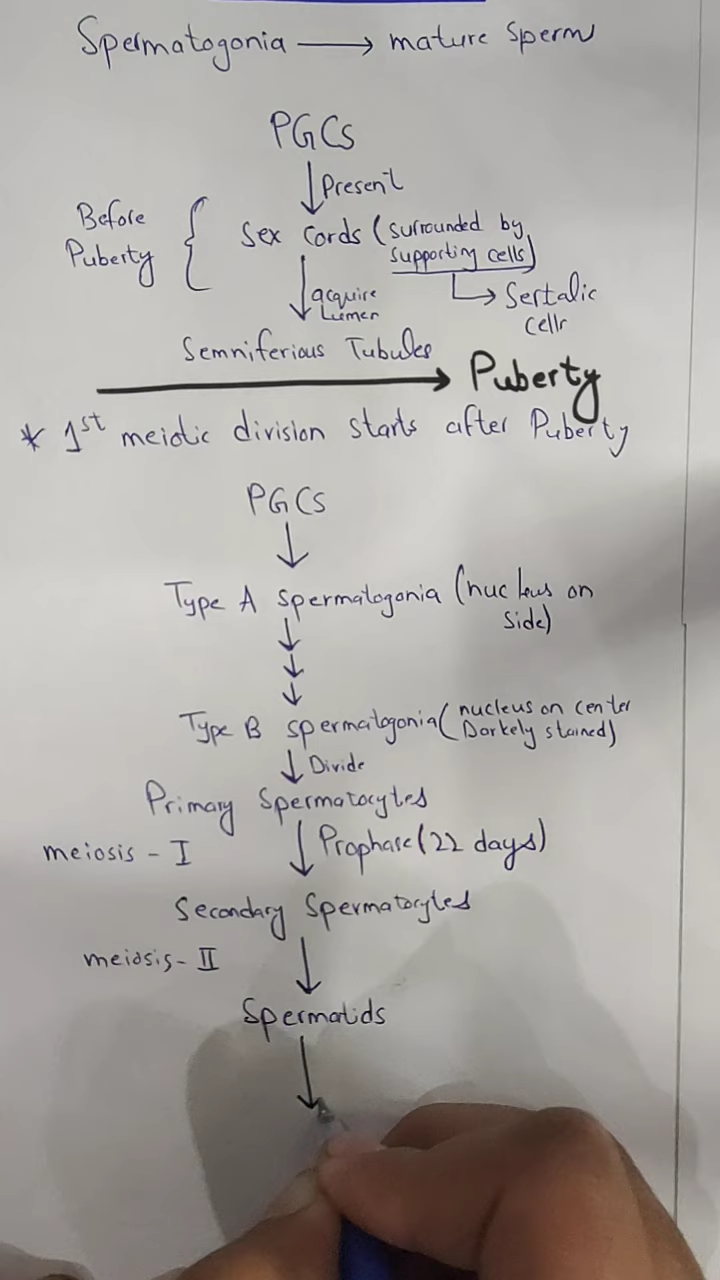 Spermatogonia → mature sperm
PGCs
↓ Present
Before
Puberty
{ Sex Cords (surrounded by
supporting cells)
↳ Sertalic
cells
↓ acquire
Lumen
Semniferious Tubules
→ Puberty
* 1st meiotic division starts after Puberty
PGCs
↓
Type A spermatogonia (nucleus on
side)
↓
↓
↓
Type B spermatogonia (nucleus on center
Darkely stained)
↓ Divide
Primary Spermatocytes
meiosis - I ↓ Prophase (22 days)
Secondary Spermatocytes
meiosis - II ↓
Spermatids
↓